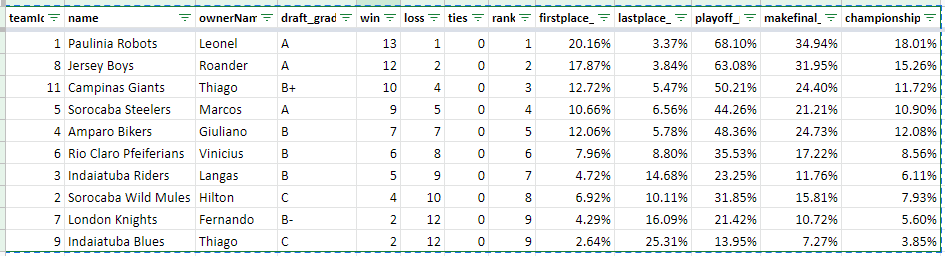 teamId name ownerNam draft_grad win loss ties rank firstplace_ lastplace_ playoff_ makefinal_ championship
1 Paulinia Robots Leonel A 13 1 0 1 20.16% 3.37% 68.10% 34.94% 18.01%
8 Jersey Boys Roander A 12 2 0 2 17.87% 3.84% 63.08% 31.95% 15.26%
11 Campinas Giants Thiago B+ 10 4 0 3 12.72% 5.47% 50.21% 24.40% 11.72%
5 Sorocaba Steelers Marcos A 9 5 0 4 10.66% 6.56% 44.26% 21.21% 10.90%
4 Amparo Bikers Giuliano B 7 7 0 5 12.06% 5.78% 48.36% 24.73% 12.08%
6 Rio Claro Pfeiferians Vinicius B 6 8 0 6 7.96% 8.80% 35.53% 17.22% 8.56%
3 Indaiatuba Riders Langas B 5 9 0 7 4.72% 14.68% 23.25% 11.76% 6.11%
2 Sorocaba Wild Mules Hilton C 4 10 0 8 6.92% 10.11% 31.85% 15.81% 7.93%
7 London Knights Fernando B- 2 12 0 9 4.29% 16.09% 21.42% 10.72% 5.60%
9 Indaiatuba Blues Thiago C 2 12 0 9 2.64% 25.31% 13.95% 7.27% 3.85%